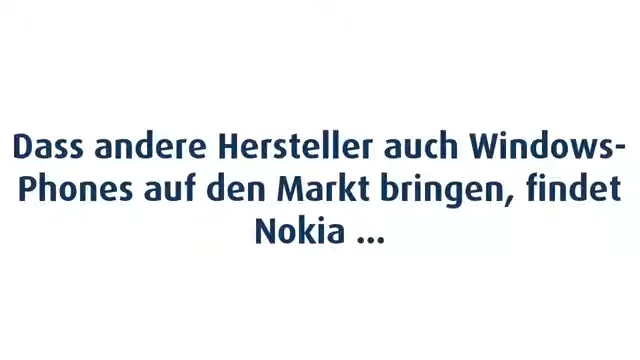 Dass andere Hersteller auch Windows-
Phones auf den Markt bringen, findet
Nokia ...